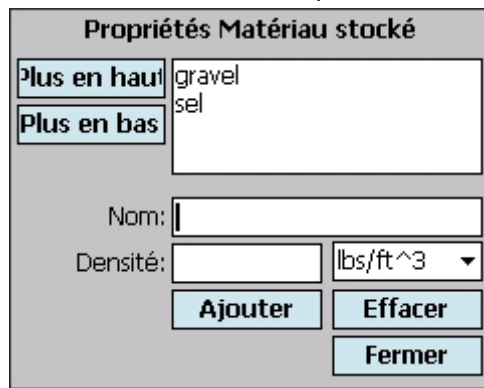 Propriétés Matériau stocké
Plus en haut
gravel
Plus en bas
sel
Nom:
Densité:
lbs/ft^3
Ajouter
Effacer
Fermer